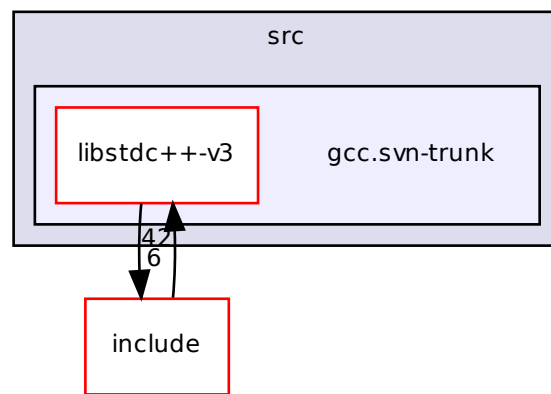 src
libstdc++-v3
gcc.svn-trunk
42
6
include